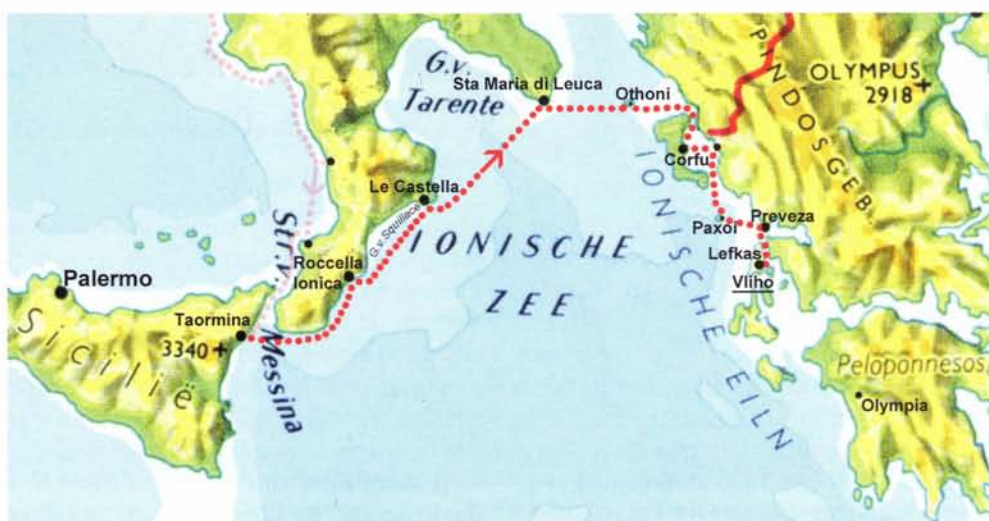 PINDOSGEB.
OLYMPUS
2918
G.v.
Tarente
Sta Maria di Leuca
Othoni
Corfu
Le Castella
G.v.Squillace
IONISCHE
ZEE
IONISCHE EILN
Paxoi
Preveza
Lefkas
Vliho
Str.v. Messina
Roccella
Ionica
Palermo
Taormina
3340
Sicilië
Peloponnesos
Olympia